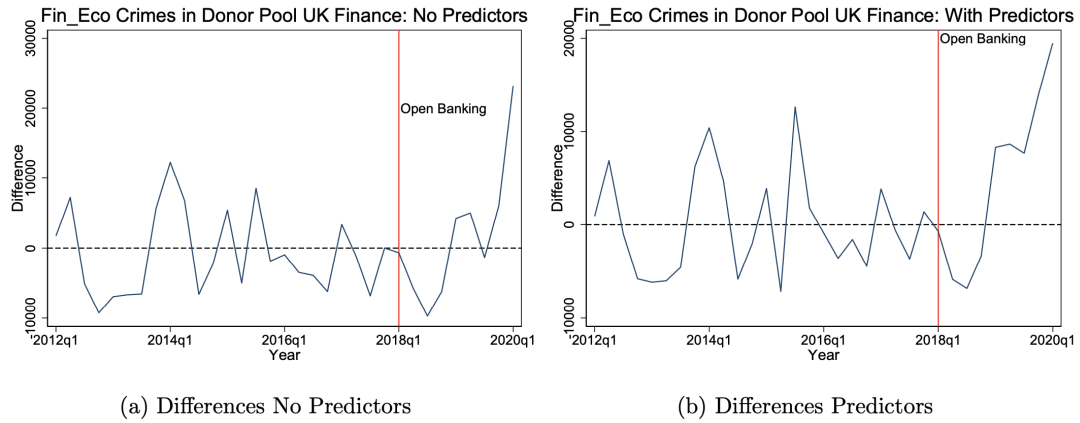 Fin_Eco Crimes in Donor Pool UK Finance: No Predictors
30000
20000
10000
0
-10000
Difference
Open Banking
'2012q1
2014q1
2016q1
2018q1
2020q1
Year
(a) Differences No Predictors
Fin_Eco Crimes in Donor Pool UK Finance: With Predictors
20000
10000
0
-10000
Difference
Open Banking
'2012q1
2014q1
2016q1
2018q1
2020q1
Year
(b) Differences Predictors